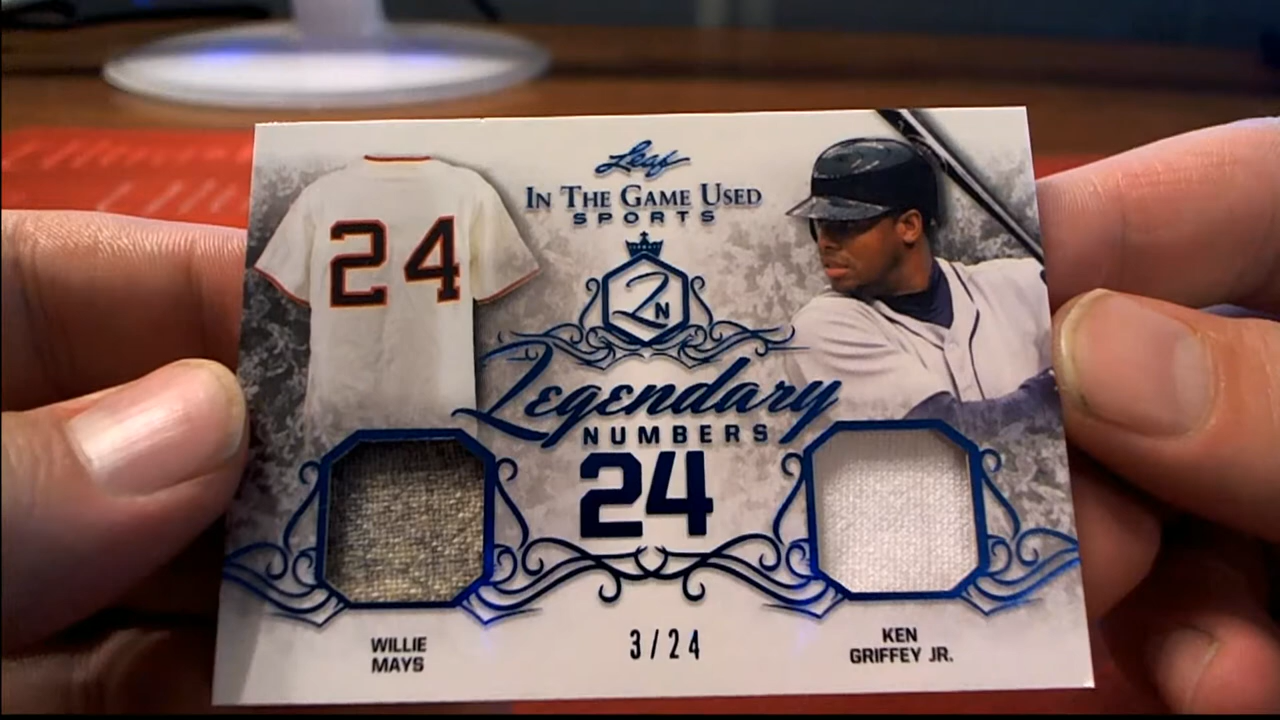 Leaf
IN THE GAME USED
SPORTS
24
LN
Legendary
NUMBERS
24
WILLIE
MAYS
3/24
KEN
GRIFFEY JR.